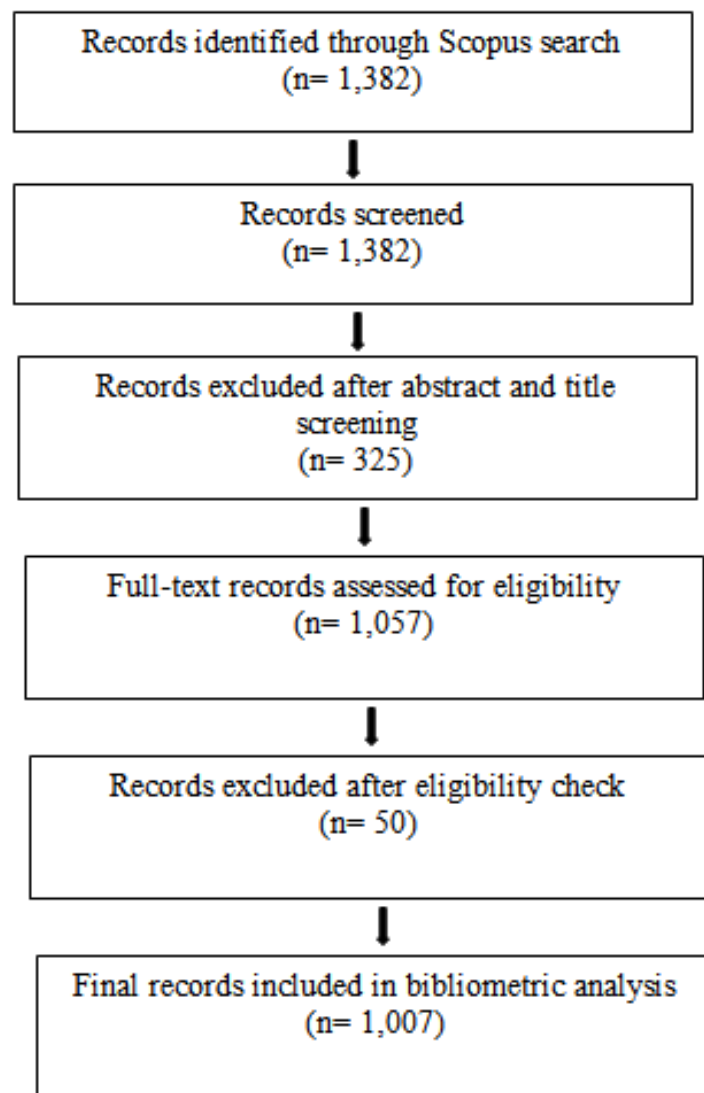 Records identified through Scopus search
(n= 1,382)
Records screened
(n= 1,382)
Records excluded after abstract and title
screening
(n= 325)
Full-text records assessed for eligibility
(n= 1,057)
Records excluded after eligibility check
(n= 50)
Final records included in bibliometric analysis
(n= 1,007)